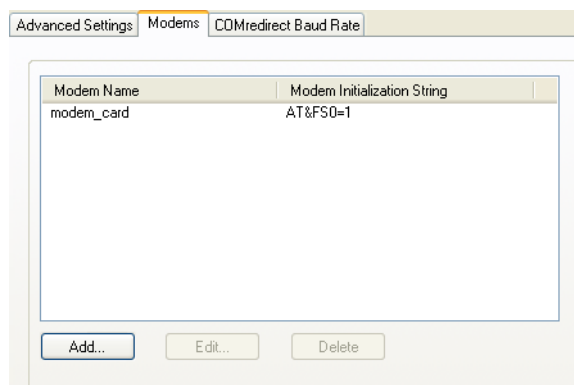 Advanced Settings Modems COMredirect Baud Rate
Modem Name Modem Initialization String
modem_card AT&FS0=1
Add... Edit... Delete